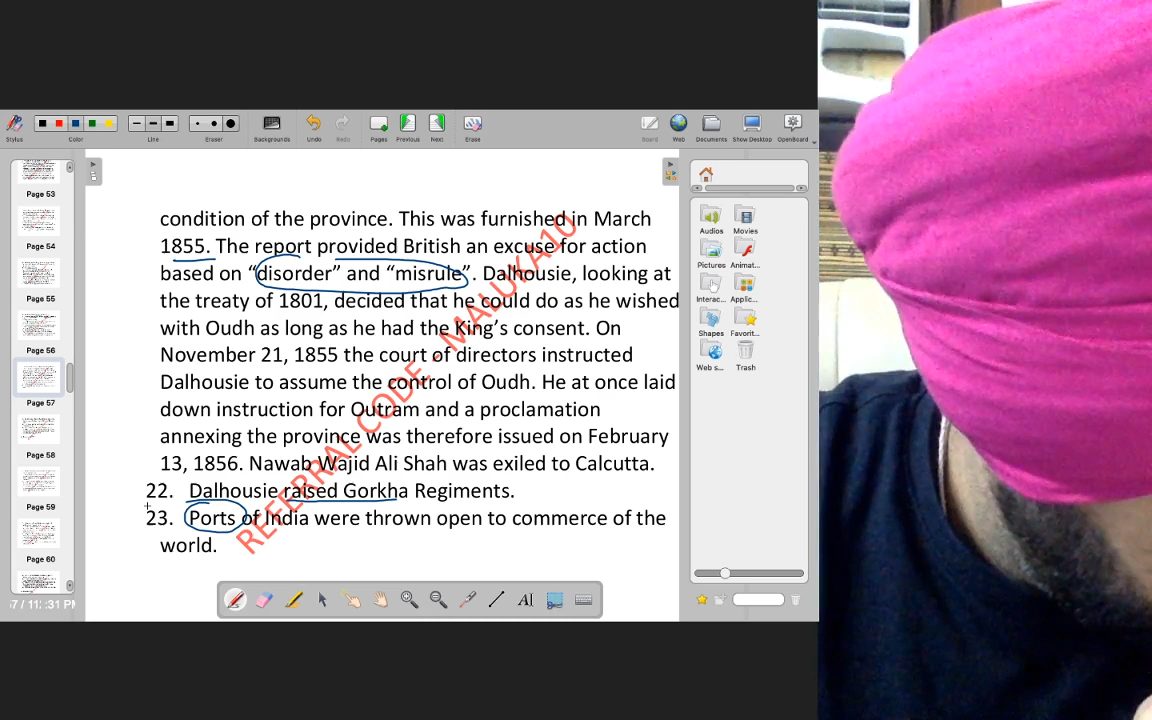 Stylus
Color
Line
Eraser
Backgrounds
Undo
Redo
Pages
Previous
Next
Erase
Board
Web
Documents
Show Desktop
OpenBoard
Page 53
Page 54
Page 55
Page 56
Page 57
Page 58
Page 59
Page 60
condition of the province. This was furnished in March
1855. The report provided British an excuse for action
based on “disorder” and “misrule”. Dalhousie, looking at
the treaty of 1801, decided that he could do as he wished
with Oudh as long as he had the King’s consent. On
November 21, 1855 the court of directors instructed
Dalhousie to assume the control of Oudh. He at once laid
down instruction for Outram and a proclamation
annexing the province was therefore issued on February
13, 1856. Nawab Wajid Ali Shah was exiled to Calcutta.
22. Dalhousie raised Gorkha Regiments.
23. Ports of India were thrown open to commerce of the
world.
REFERRAL CODE - MALUKA10
Audios
Movies
Pictures
Animat...
Interac...
Applic...
Shapes
Favorit...
Web s...
Trash